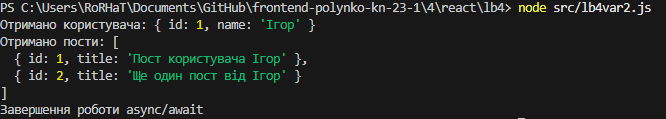 PS C:\Users\RoRHaT\Documents\GitHub\frontend-polynko-kn-23-1\4\react\lb4> node src/lb4var2.js
Отримано користувача: { id: 1, name: 'Ігор' }
Отримано пости: [
  { id: 1, title: 'Пост користувача Ігор' },
  { id: 2, title: 'Ще один пост від Ігор' }
]
Завершення роботи async/await